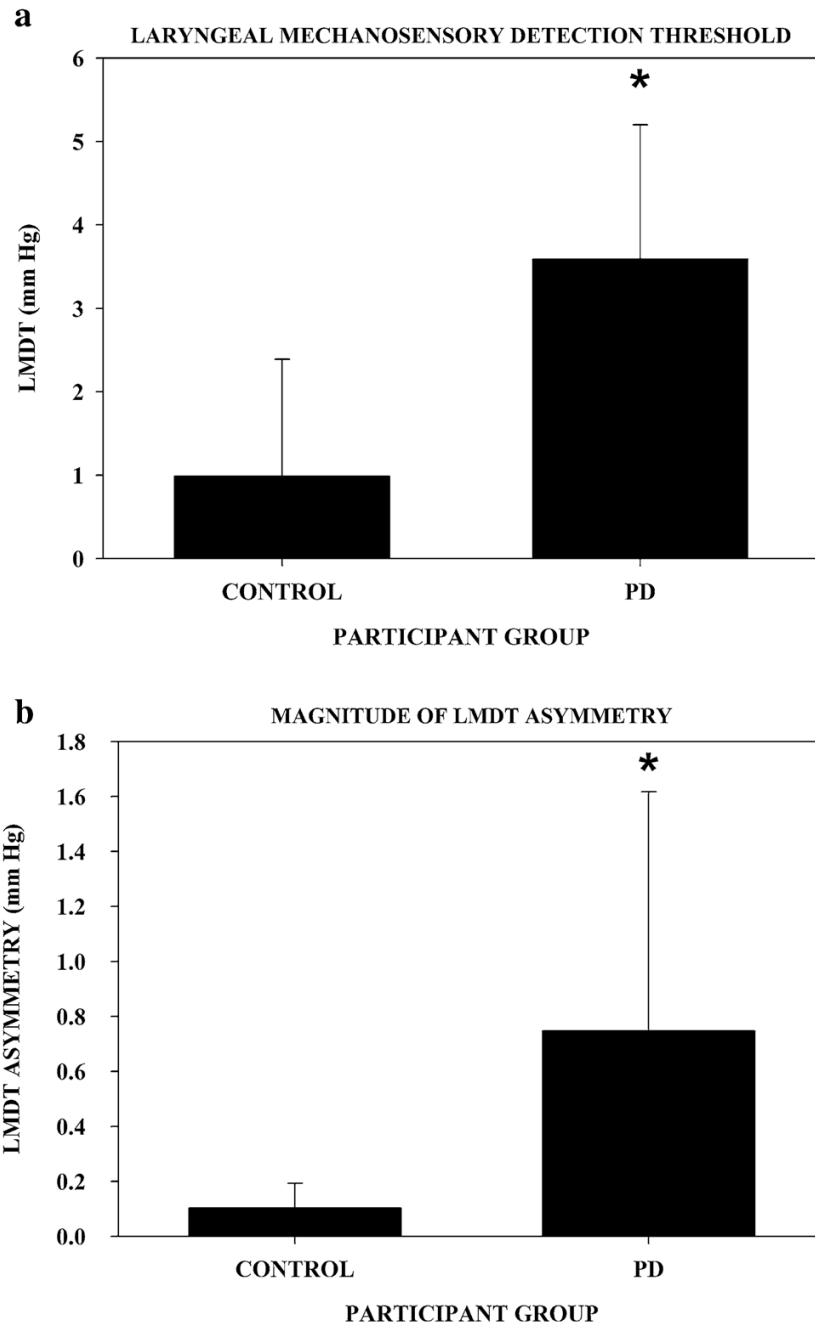 a
LARYNGEAL MECHANOSENSORY DETECTION THRESHOLD
6
*
5
4
3
2
1
0
LMDT (mm Hg)
CONTROL PD
PARTICIPANT GROUP
b
MAGNITUDE OF LMDT ASYMMETRY
1.8
*
1.6
1.4
1.2
1.0
0.8
0.6
0.4
0.2
0.0
LMDT ASYMMETRY (mm Hg)
CONTROL PD
PARTICIPANT GROUP